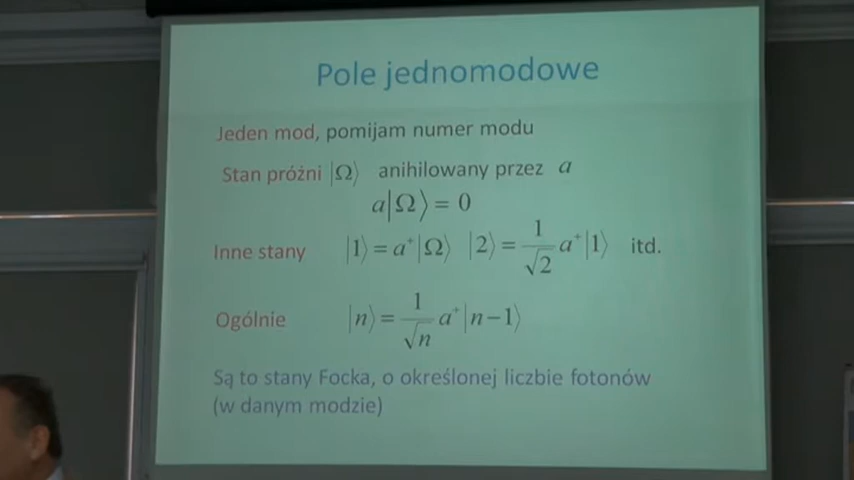 Pole jednomodowe
Jeden mod, pomijam numer modu
Stan próżni |Ω⟩ anihilowany przez a
a|Ω⟩ = 0
Inne stany |1⟩ = a⁺|Ω⟩ |2⟩ = 1/√2 a⁺|1⟩ itd.
Ogólnie |n⟩ = 1/√n a⁺|n−1⟩
Są to stany Focka, o określonej liczbie fotonów
(w danym modzie)